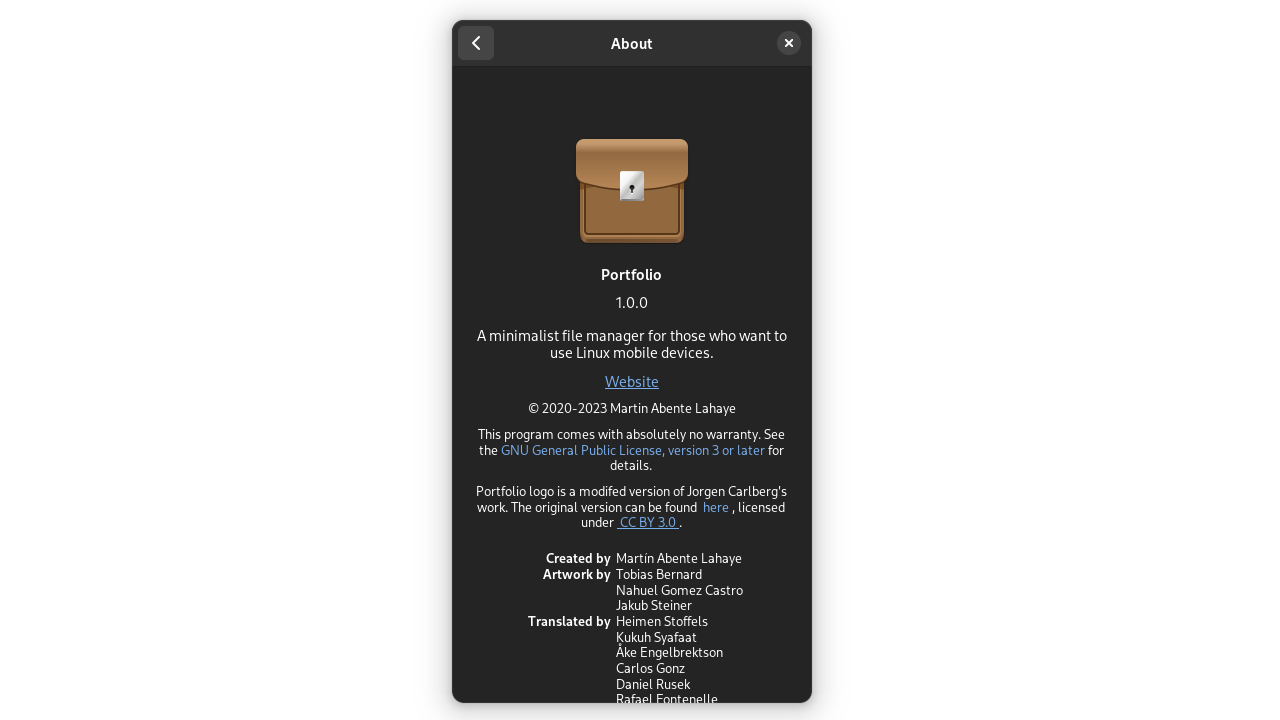 About
Portfolio
1.0.0
A minimalist file manager for those who want to
use Linux mobile devices.
Website
© 2020-2023 Martin Abente Lahaye
This program comes with absolutely no warranty. See
the GNU General Public License, version 3 or later for
details.
Portfolio logo is a modifed version of Jorgen Carlberg's
work. The original version can be found here , licensed
under CC BY 3.0 .
Created by Martín Abente Lahaye
Artwork by Tobias Bernard
Nahuel Gomez Castro
Jakub Steiner
Translated by Heimen Stoffels
Kukuh Syafaat
Åke Engelbrektson
Carlos Gonz
Daniel Rusek
Rafael Fontenelle